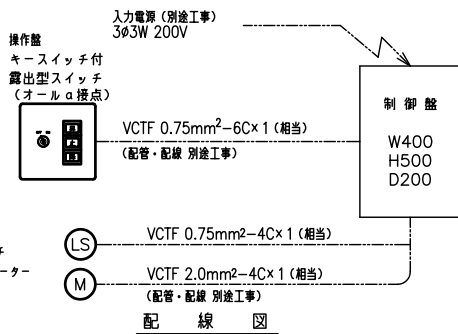 入力電源（別途工事）
3φ3W 200V
操作盤
キースイッチ付
露出型スイッチ
（オールａ接点）
制御盤
W400
H500
D200
VCTF 0.75mm²−6C×1（相当）
（配管・配線 別途工事）
LS
VCTF 0.75mm²−4C×1（相当）
チ
ーター
M
VCTF 2.0mm²−4C×1（相当）
（配管・配線 別途工事）
配線図